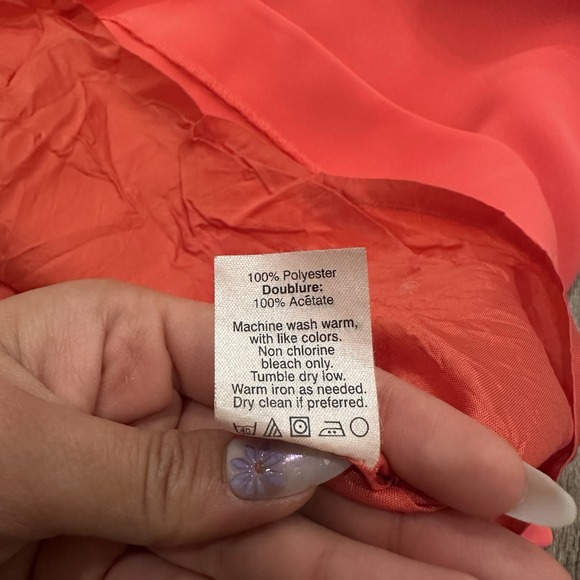 100% Polyester
Doublure:
100% Acétate
Machine wash warm,
with like colors.
Non chlorine
bleach only.
Tumble dry low.
Warm iron as needed.
Dry clean if preferred.
40